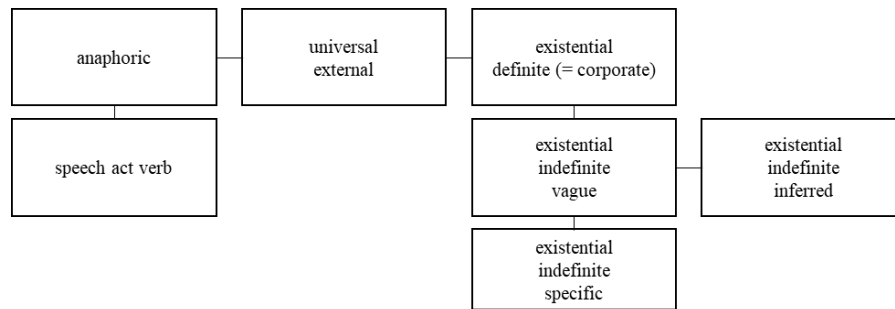 anaphoric
universal
external
existential
definite (= corporate)
speech act verb
existential
indefinite
vague
existential
indefinite
inferred
existential
indefinite
specific